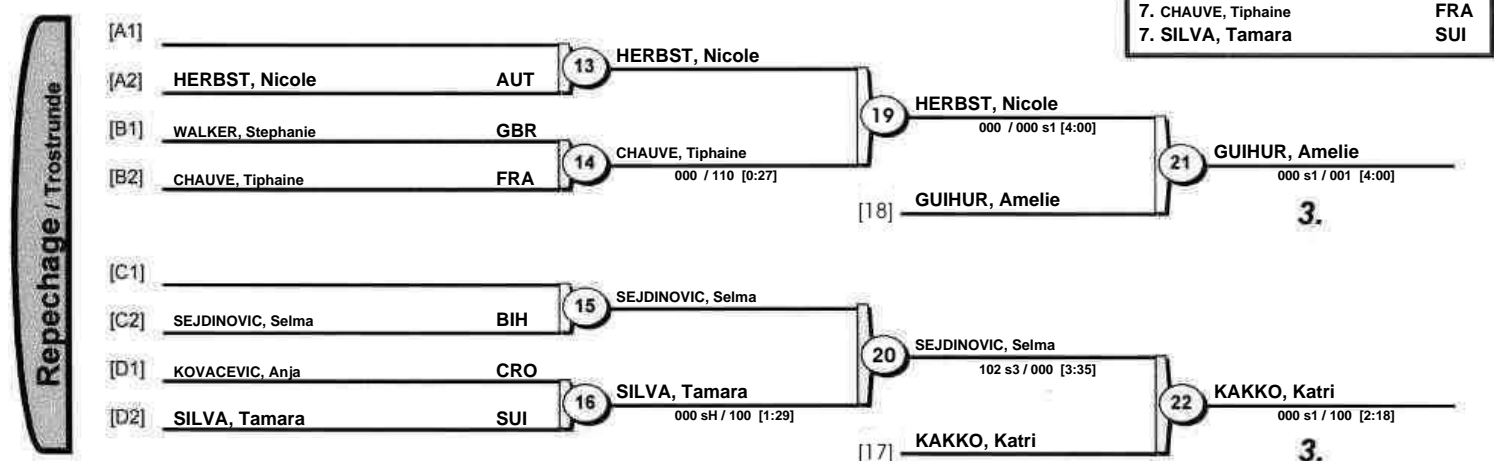 7. CHAUVE, Tiphaine FRA
7. SILVA, Tamara SUI
Repechage / Trostrunde
[A1]
[A2] HERBST, Nicole AUT
13
HERBST, Nicole
[B1] WALKER, Stephanie GBR
[B2] CHAUVE, Tiphaine FRA
14
CHAUVE, Tiphaine
000 / 110 [0:27]
19
HERBST, Nicole
000 / 000 s1 [4:00]
[18] GUIHUR, Amelie
21
GUIHUR, Amelie
000 s1 / 001 [4:00]
3.
[C1]
[C2] SEJDINOVIC, Selma BIH
15
SEJDINOVIC, Selma
[D1] KOVACEVIC, Anja CRO
[D2] SILVA, Tamara SUI
16
SILVA, Tamara
000 sH / 100 [1:29]
20
SEJDINOVIC, Selma
102 s3 / 000 [3:35]
[17] KAKKO, Katri
22
KAKKO, Katri
000 s1 / 100 [2:18]
3.